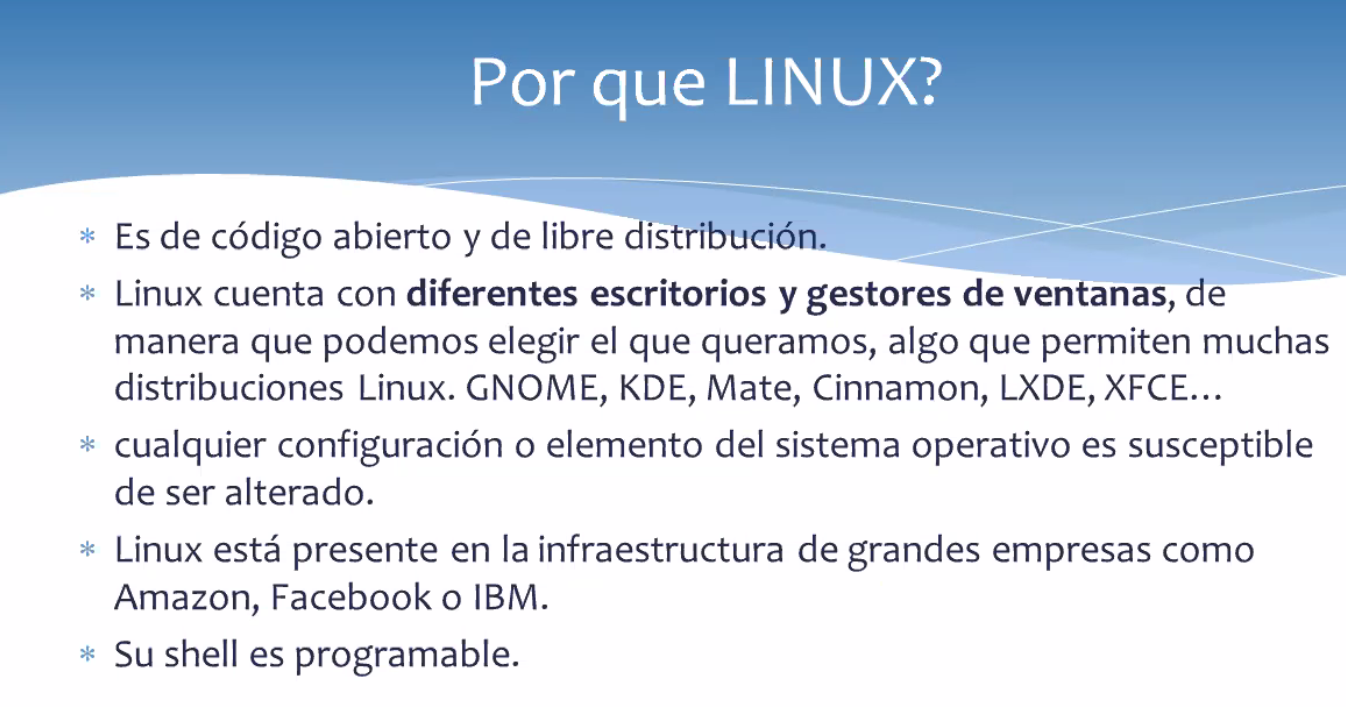 Por que LINUX?
* Es de código abierto y de libre distribución.
* Linux cuenta con diferentes escritorios y gestores de ventanas, de
manera que podemos elegir el que queramos, algo que permiten muchas
distribuciones Linux. GNOME, KDE, Mate, Cinnamon, LXDE, XFCE...
* cualquier configuración o elemento del sistema operativo es susceptible
de ser alterado.
* Linux está presente en la infraestructura de grandes empresas como
Amazon, Facebook o IBM.
* Su shell es programable.